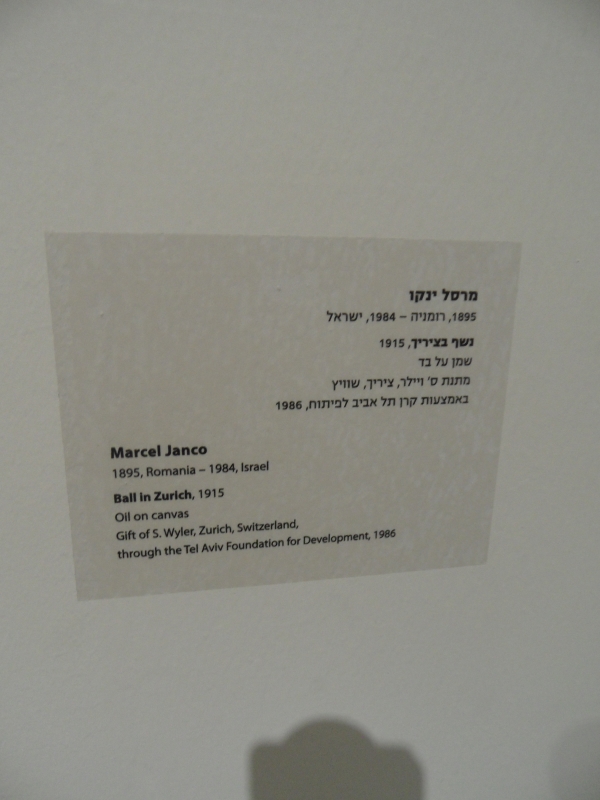 מרסל ינקו
1895, רומניה – 1984, ישראל
נשף בציריך, 1915
שמן על בד
מתנת ס' ויילר, ציריך, שוויץ
באמצעות קרן תל אביב לפיתוח, 1986
Marcel Janco
1895, Romania – 1984, Israel
Ball in Zurich, 1915
Oil on canvas
Gift of S. Wyler, Zurich, Switzerland,
through the Tel Aviv Foundation for Development, 1986